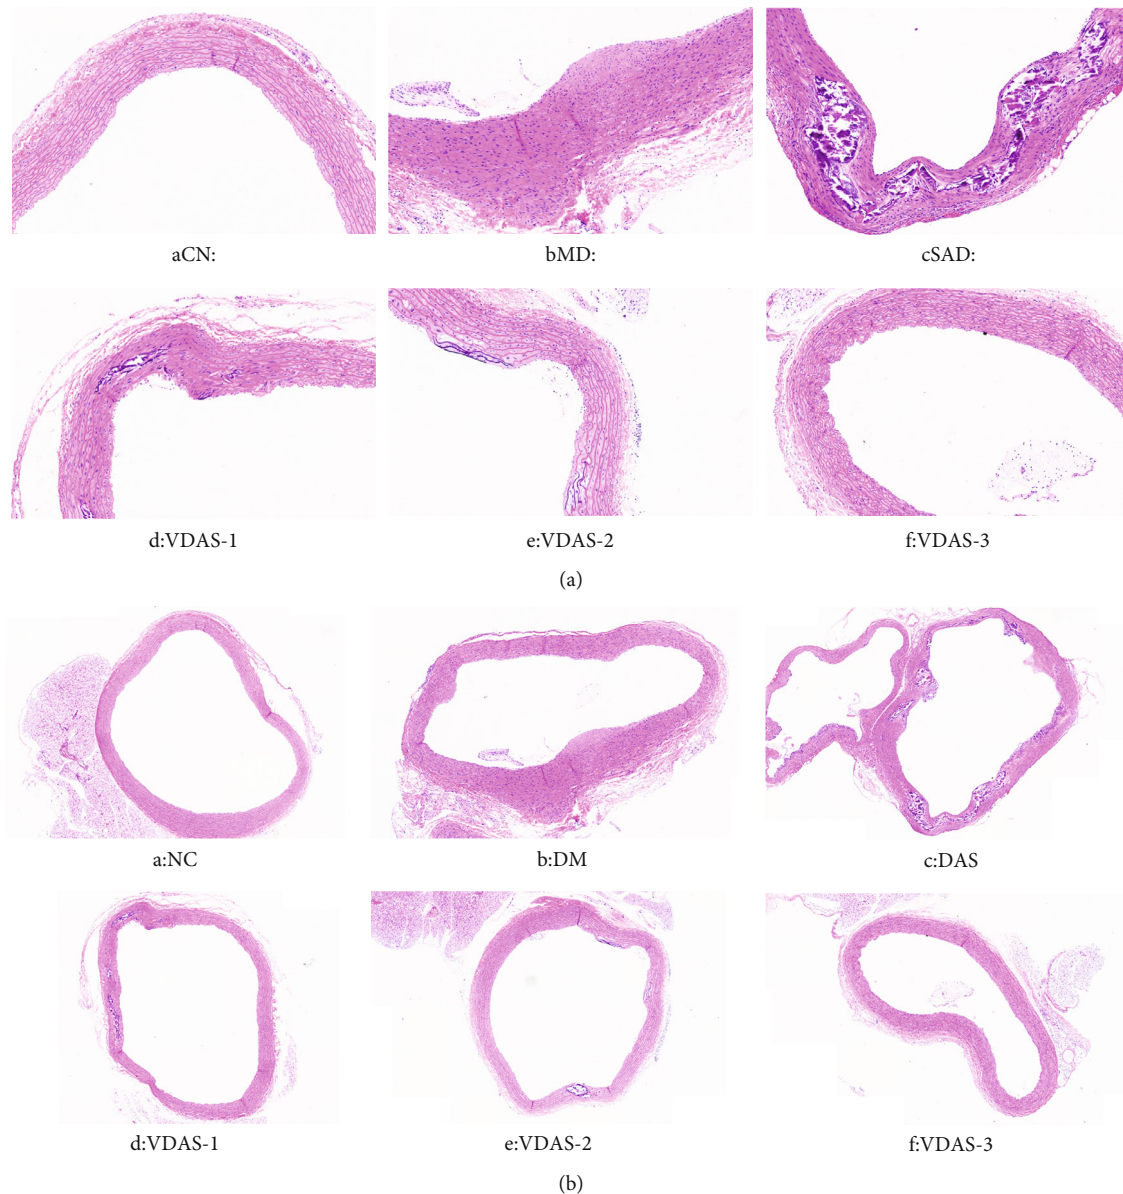 aCN:
bMD:
cSAD:
d:VDAS-1
e:VDAS-2
f:VDAS-3
(a)
a:NC
b:DM
c:DAS
d:VDAS-1
e:VDAS-2
f:VDAS-3
(b)